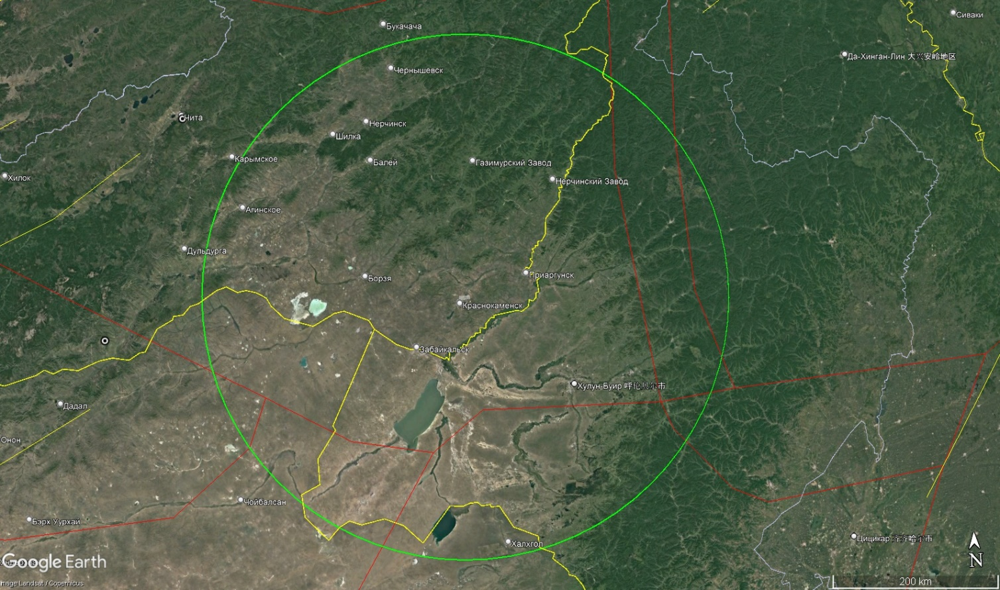 Сиваки
Букачача
Да-Хинган-Лин 大兴安岭地区
Чернышевск
Чита
Нерчинск
Шилка
Карымское
Балей
Газимурский Завод
Хилок
Нерчинский Завод
Агинское
Дульдурга
Борзя
Приаргунск
Краснокаменск
Забайкальск
Хулун-Буир 呼伦贝尔市
Дадал
Онон
Чойбалсан
Бэрх Уурхай
Халхгол
Цицикар 齐齐哈尔市
N
Google Earth
200 km
Image Landsat / Copernicus